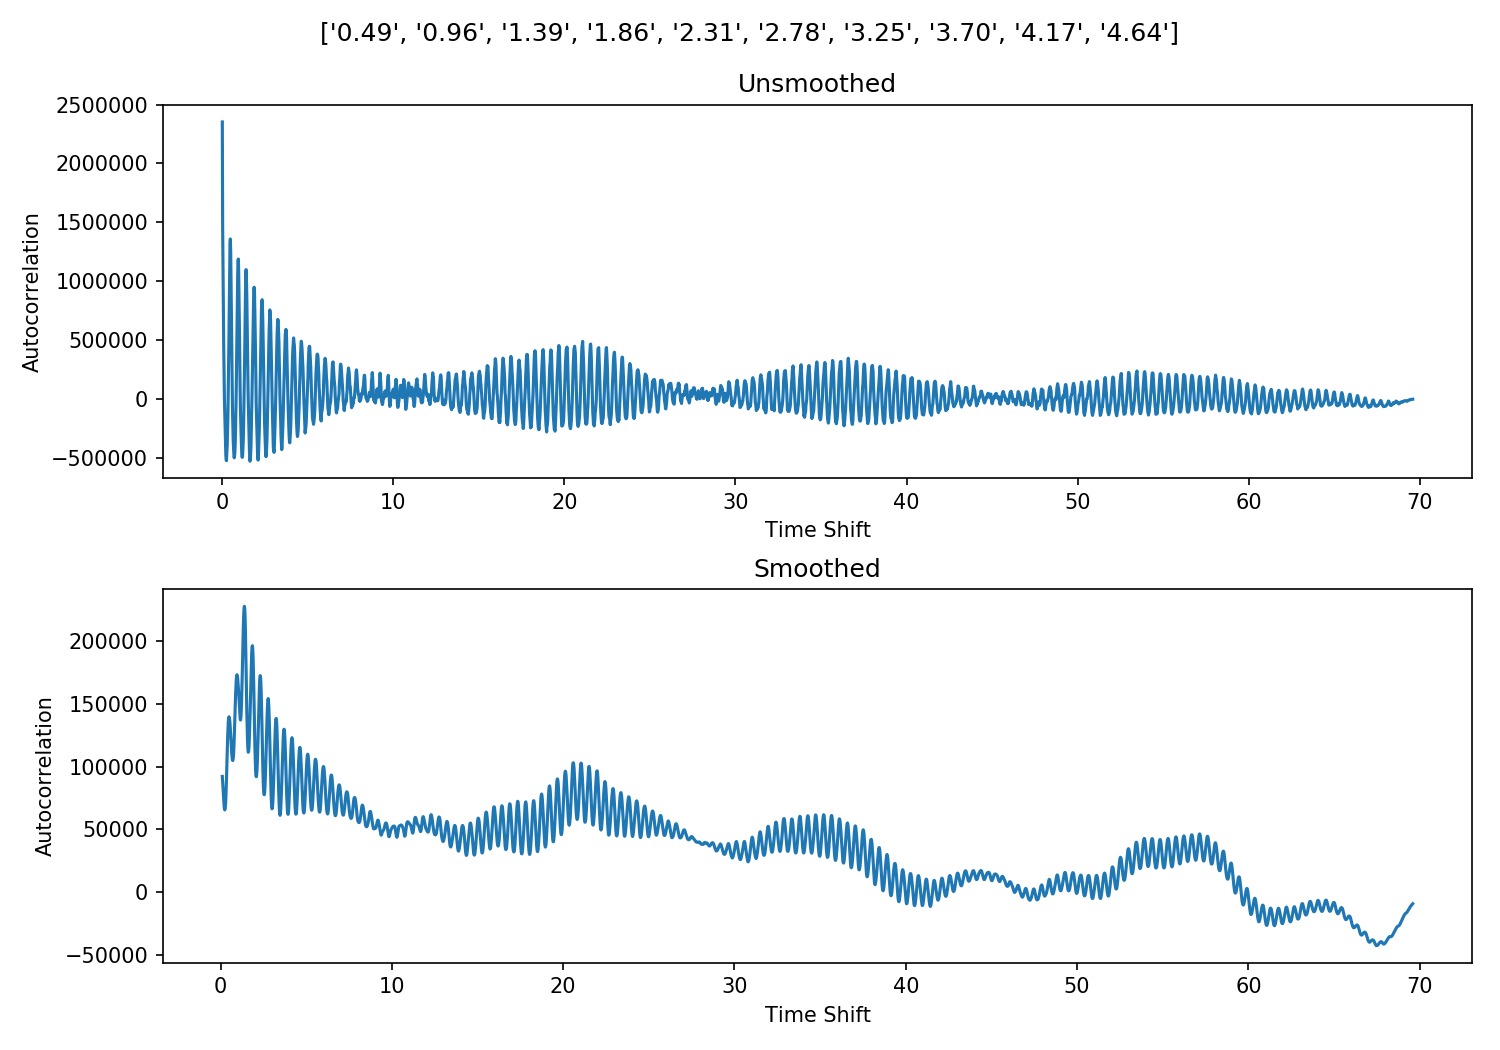 ['0.49', '0.96', '1.39', '1.86', '2.31', '2.78', '3.25', '3.70', '4.17', '4.64']
Unsmoothed
2500000
2000000
1500000
1000000
500000
0
−500000
Autocorrelation
0 10 20 30 40 50 60 70
Time Shift
Smoothed
200000
150000
100000
50000
0
−50000
Autocorrelation
0 10 20 30 40 50 60 70
Time Shift